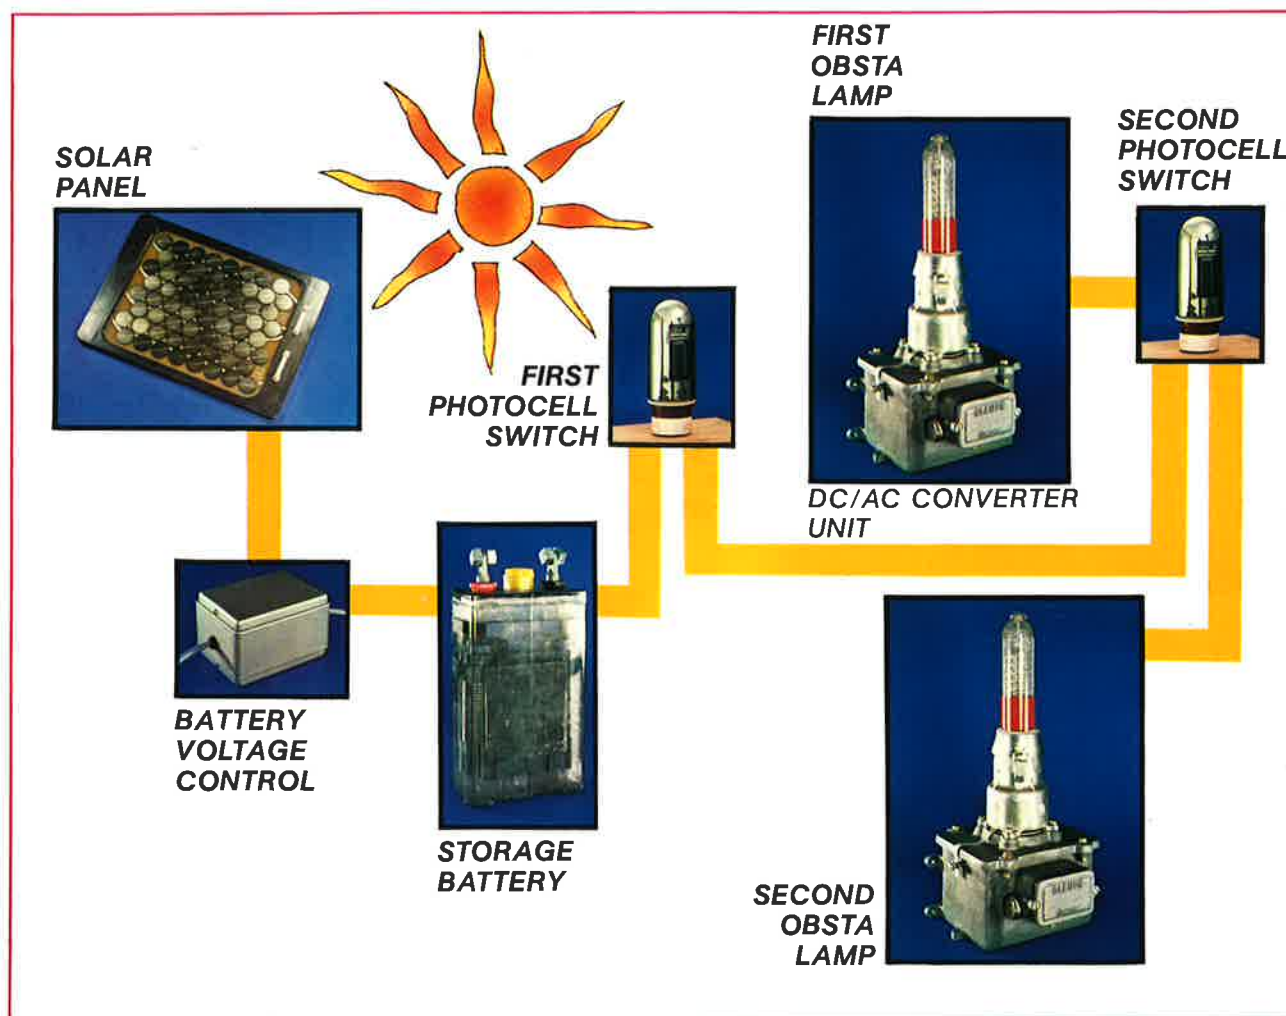 FIRST
OBSTA
LAMP
SECOND
PHOTOCELL
SWITCH
SOLAR
PANEL
FIRST
PHOTOCELL
SWITCH
DC/AC CONVERTER
UNIT
BATTERY
VOLTAGE
CONTROL
STORAGE
BATTERY
SECOND
OBSTA
LAMP